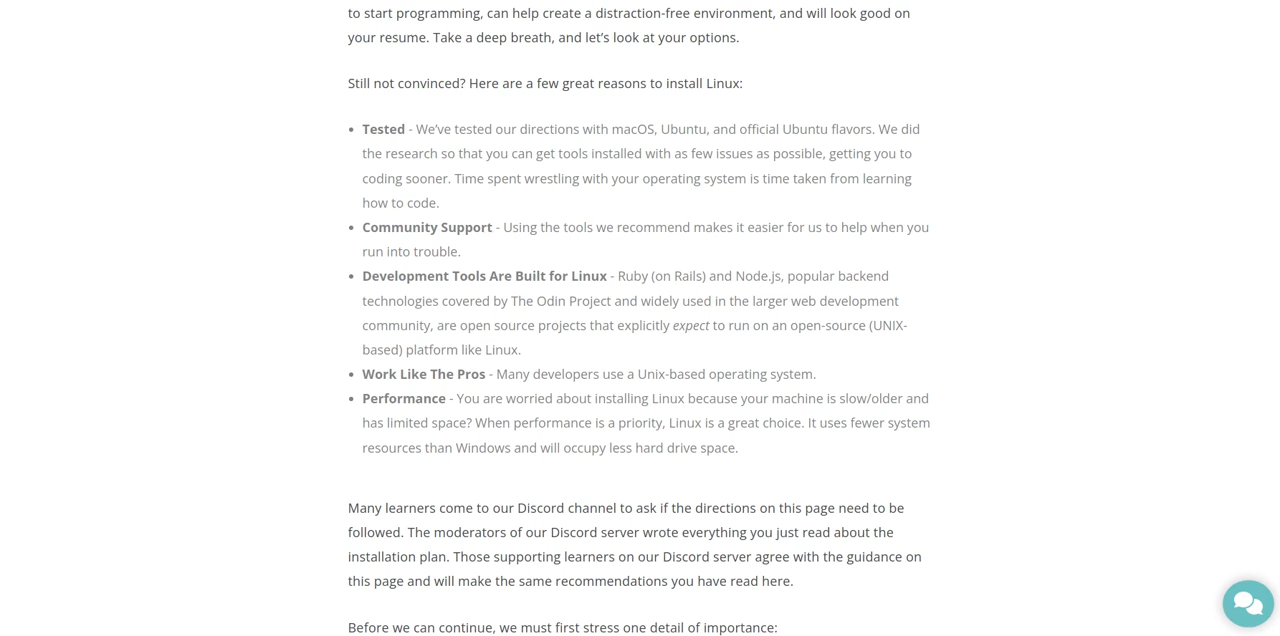 to start programming, can help create a distraction-free environment, and will look good on
your resume. Take a deep breath, and let’s look at your options.
Still not convinced? Here are a few great reasons to install Linux:
• Tested - We’ve tested our directions with macOS, Ubuntu, and official Ubuntu flavors. We did
the research so that you can get tools installed with as few issues as possible, getting you to
coding sooner. Time spent wrestling with your operating system is time taken from learning
how to code.
• Community Support - Using the tools we recommend makes it easier for us to help when you
run into trouble.
• Development Tools Are Built for Linux - Ruby (on Rails) and Node.js, popular backend
technologies covered by The Odin Project and widely used in the larger web development
community, are open source projects that explicitly expect to run on an open-source (UNIX-
based) platform like Linux.
• Work Like The Pros - Many developers use a Unix-based operating system.
• Performance - You are worried about installing Linux because your machine is slow/older and
has limited space? When performance is a priority, Linux is a great choice. It uses fewer system
resources than Windows and will occupy less hard drive space.
Many learners come to our Discord channel to ask if the directions on this page need to be
followed. The moderators of our Discord server wrote everything you just read about the
installation plan. Those supporting learners on our Discord server agree with the guidance on
this page and will make the same recommendations you have read here.
Before we can continue, we must first stress one detail of importance: